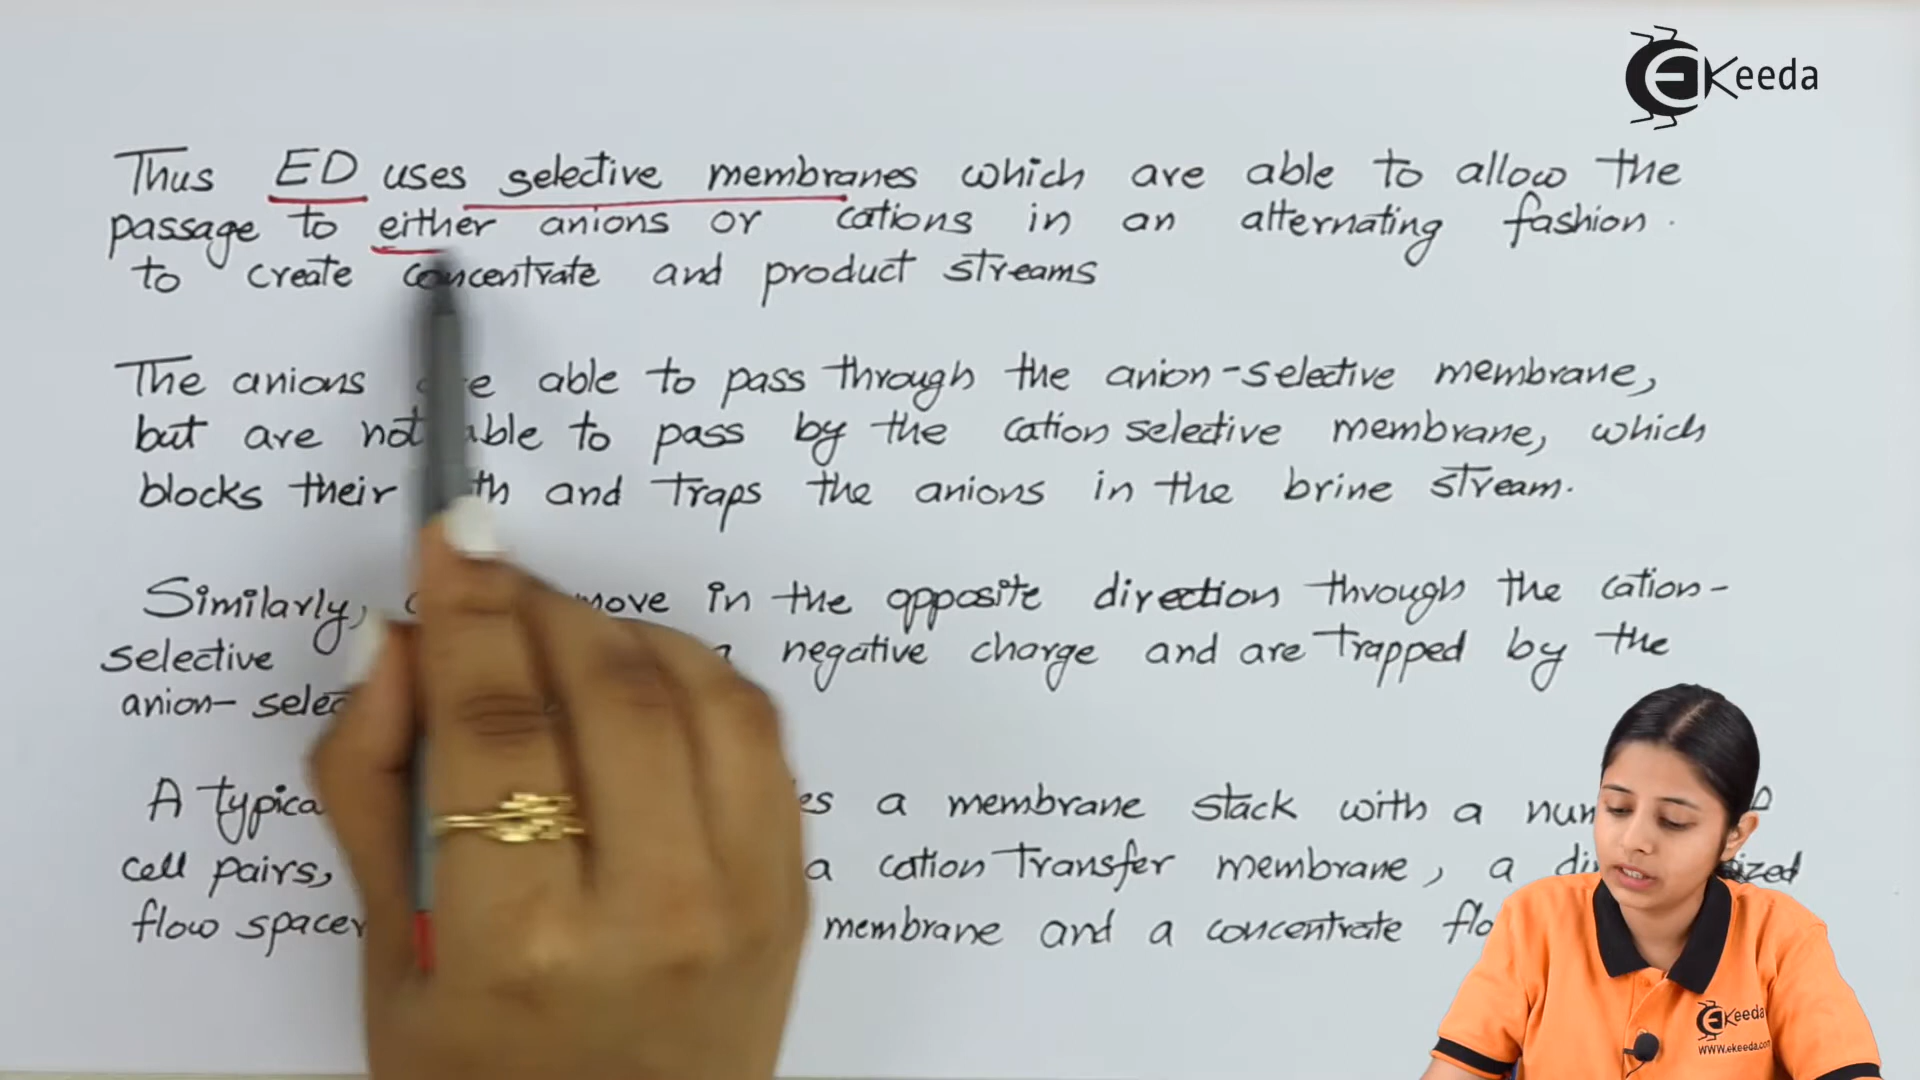 EKeeda
Thus ED uses selective membranes which are able to allow the
passage to either anions or cations in an alternating fashion.
to create concentrate and product streams
The anions are able to pass through the anion-selective membrane,
but are not able to pass by the cation selective membrane, which
blocks their and traps the anions in the brine stream.
Similarly, move in the opposite direction through the cation-
selective negative charge and are trapped by the
anion-
A a membrane stack with a
cell pairs, a cation transfer membrane, a
flow spacer membrane and a concentrate
EKeeda
www.ekeeda.com